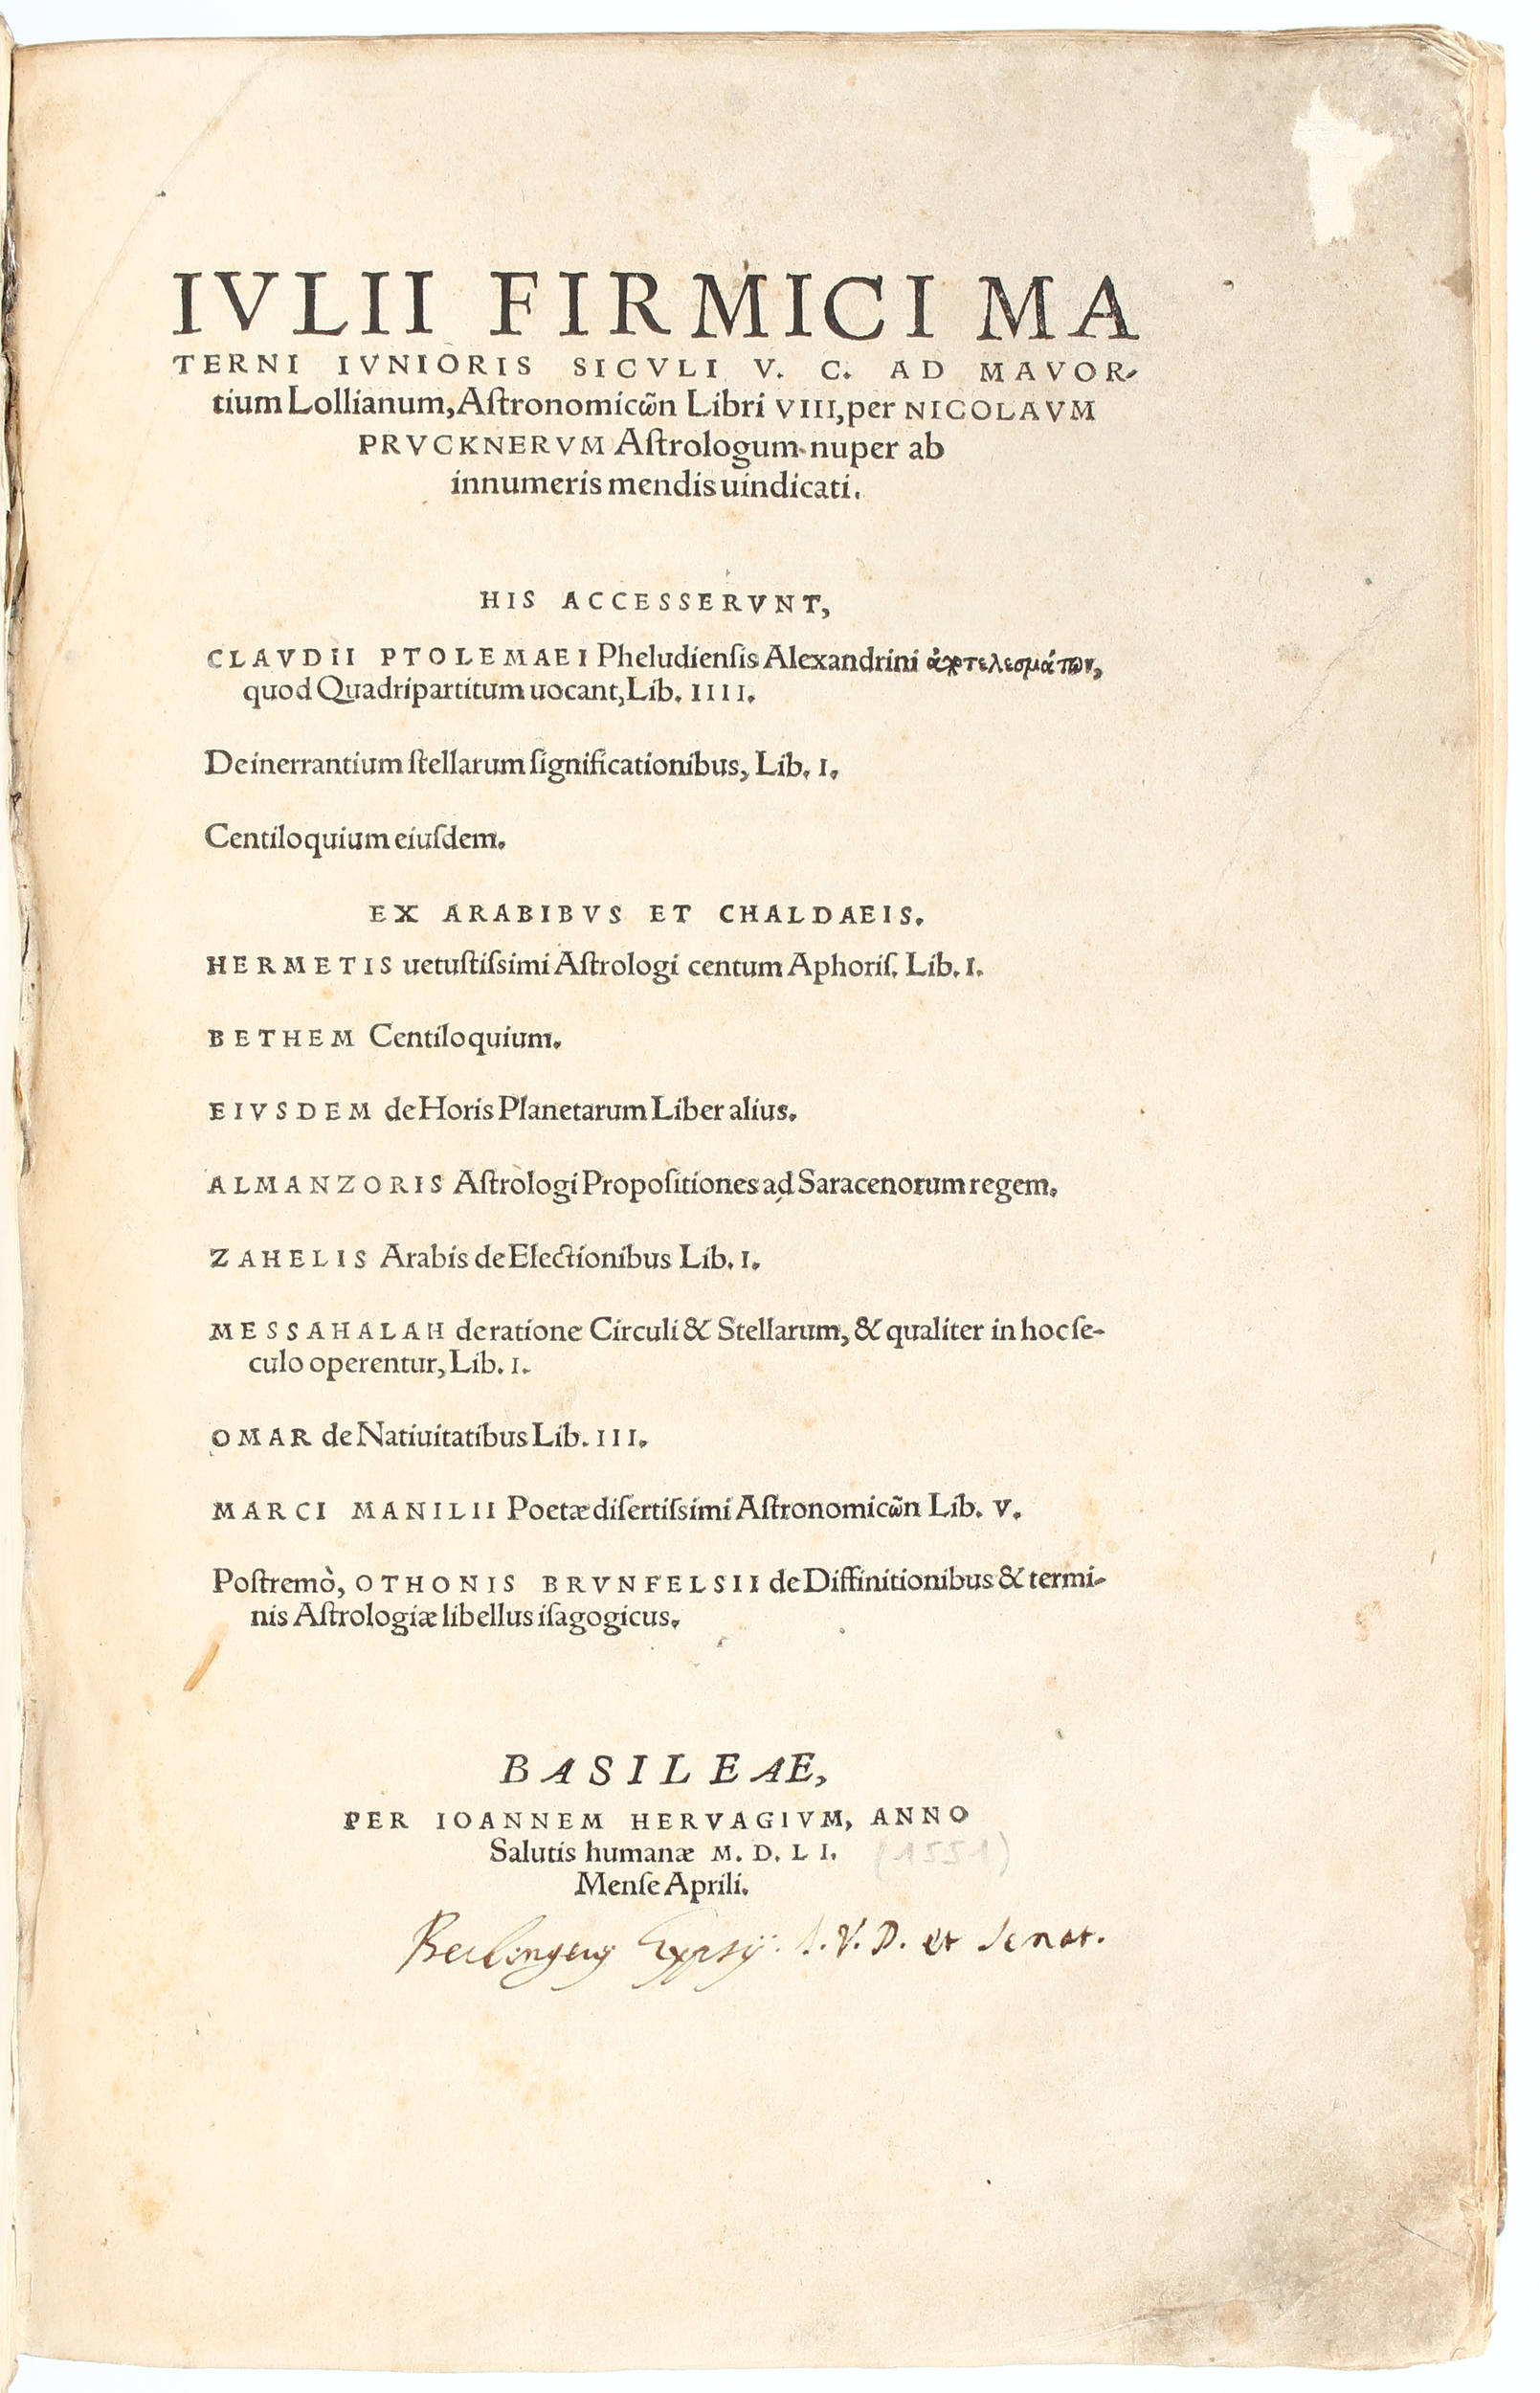 IVLII FIRMICI MA
TERNI IVNIORIS SICVLI V. C. AD MAVOR-
tium Lollianum, Aſtronomicῶn Libri VIII, per NICOLAVM
PRVCKNERVM Aſtrologum nuper ab
innumeris mendis uindicati.
HIS ACCESSERVNT,
CLAVDII PTOLEMAEI Pheludienſis Alexandrini
quod Quadripartitum uocant, Lib. IIII.
De inerrantium ſtellarum ſignificationibus, Lib. I.
Centiloquium eiuſdem.
EX ARABIBVS ET CHALDAEIS.
HERMETIS uetuſtiſsimi Aſtrologi centum Aphoriſ. Lib. I.
BETHEM Centiloquium.
EIVSDEM de Horis Planetarum Liber alius.
ALMANZORIS Aſtrologi Propoſitiones ad Saracenorum regem.
ZAHELIS Arabis de Electionibus Lib. I.
MESSAHALAH de ratione Circuli & Stellarum, & qualiter in hoc ſe-
culo operentur, Lib. I.
OMAR de Natiuitatibus Lib. III.
MARCI MANILII Poetæ diſertiſsimi Aſtronomicῶn Lib. V.
Poſtremò, OTHONIS BRVNFELSII de Diffinitionibus & termi-
nis Aſtrologiæ libellus iſagogicus.
BASILEAE,
PER IOANNEM HERVAGIVM, ANNO
Salutis humanæ M. D. LI. (1551)
Menſe Aprili.
V. D. et Senat.